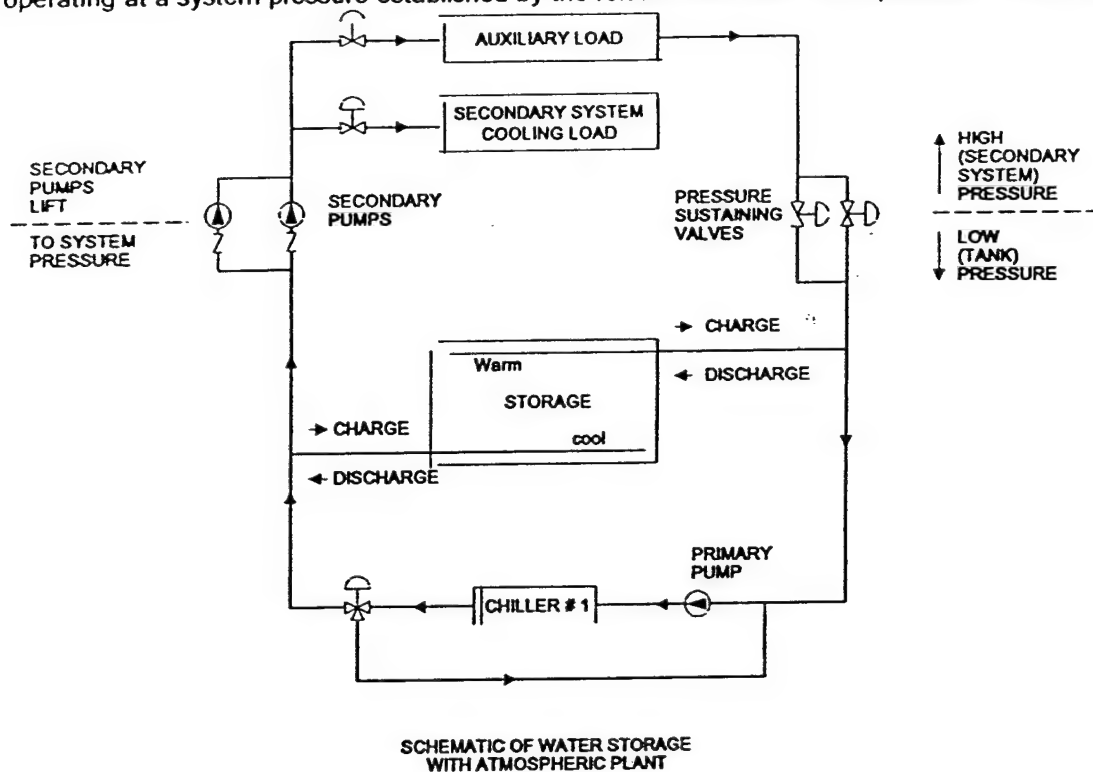 operating at a system pressure established by the
AUXILIARY LOAD
SECONDARY SYSTEM
COOLING LOAD
SECONDARY
PUMPS
LIFT
TO SYSTEM
PRESSURE
SECONDARY
PUMPS
PRESSURE
SUSTAINING
VALVES
HIGH
(SECONDARY
SYSTEM)
PRESSURE
LOW
(TANK)
PRESSURE
CHARGE
DISCHARGE
Warm
STORAGE
cool
CHARGE
DISCHARGE
PRIMARY
PUMP
CHILLER # 1
SCHEMATIC OF WATER STORAGE
WITH ATMOSPHERIC PLANT